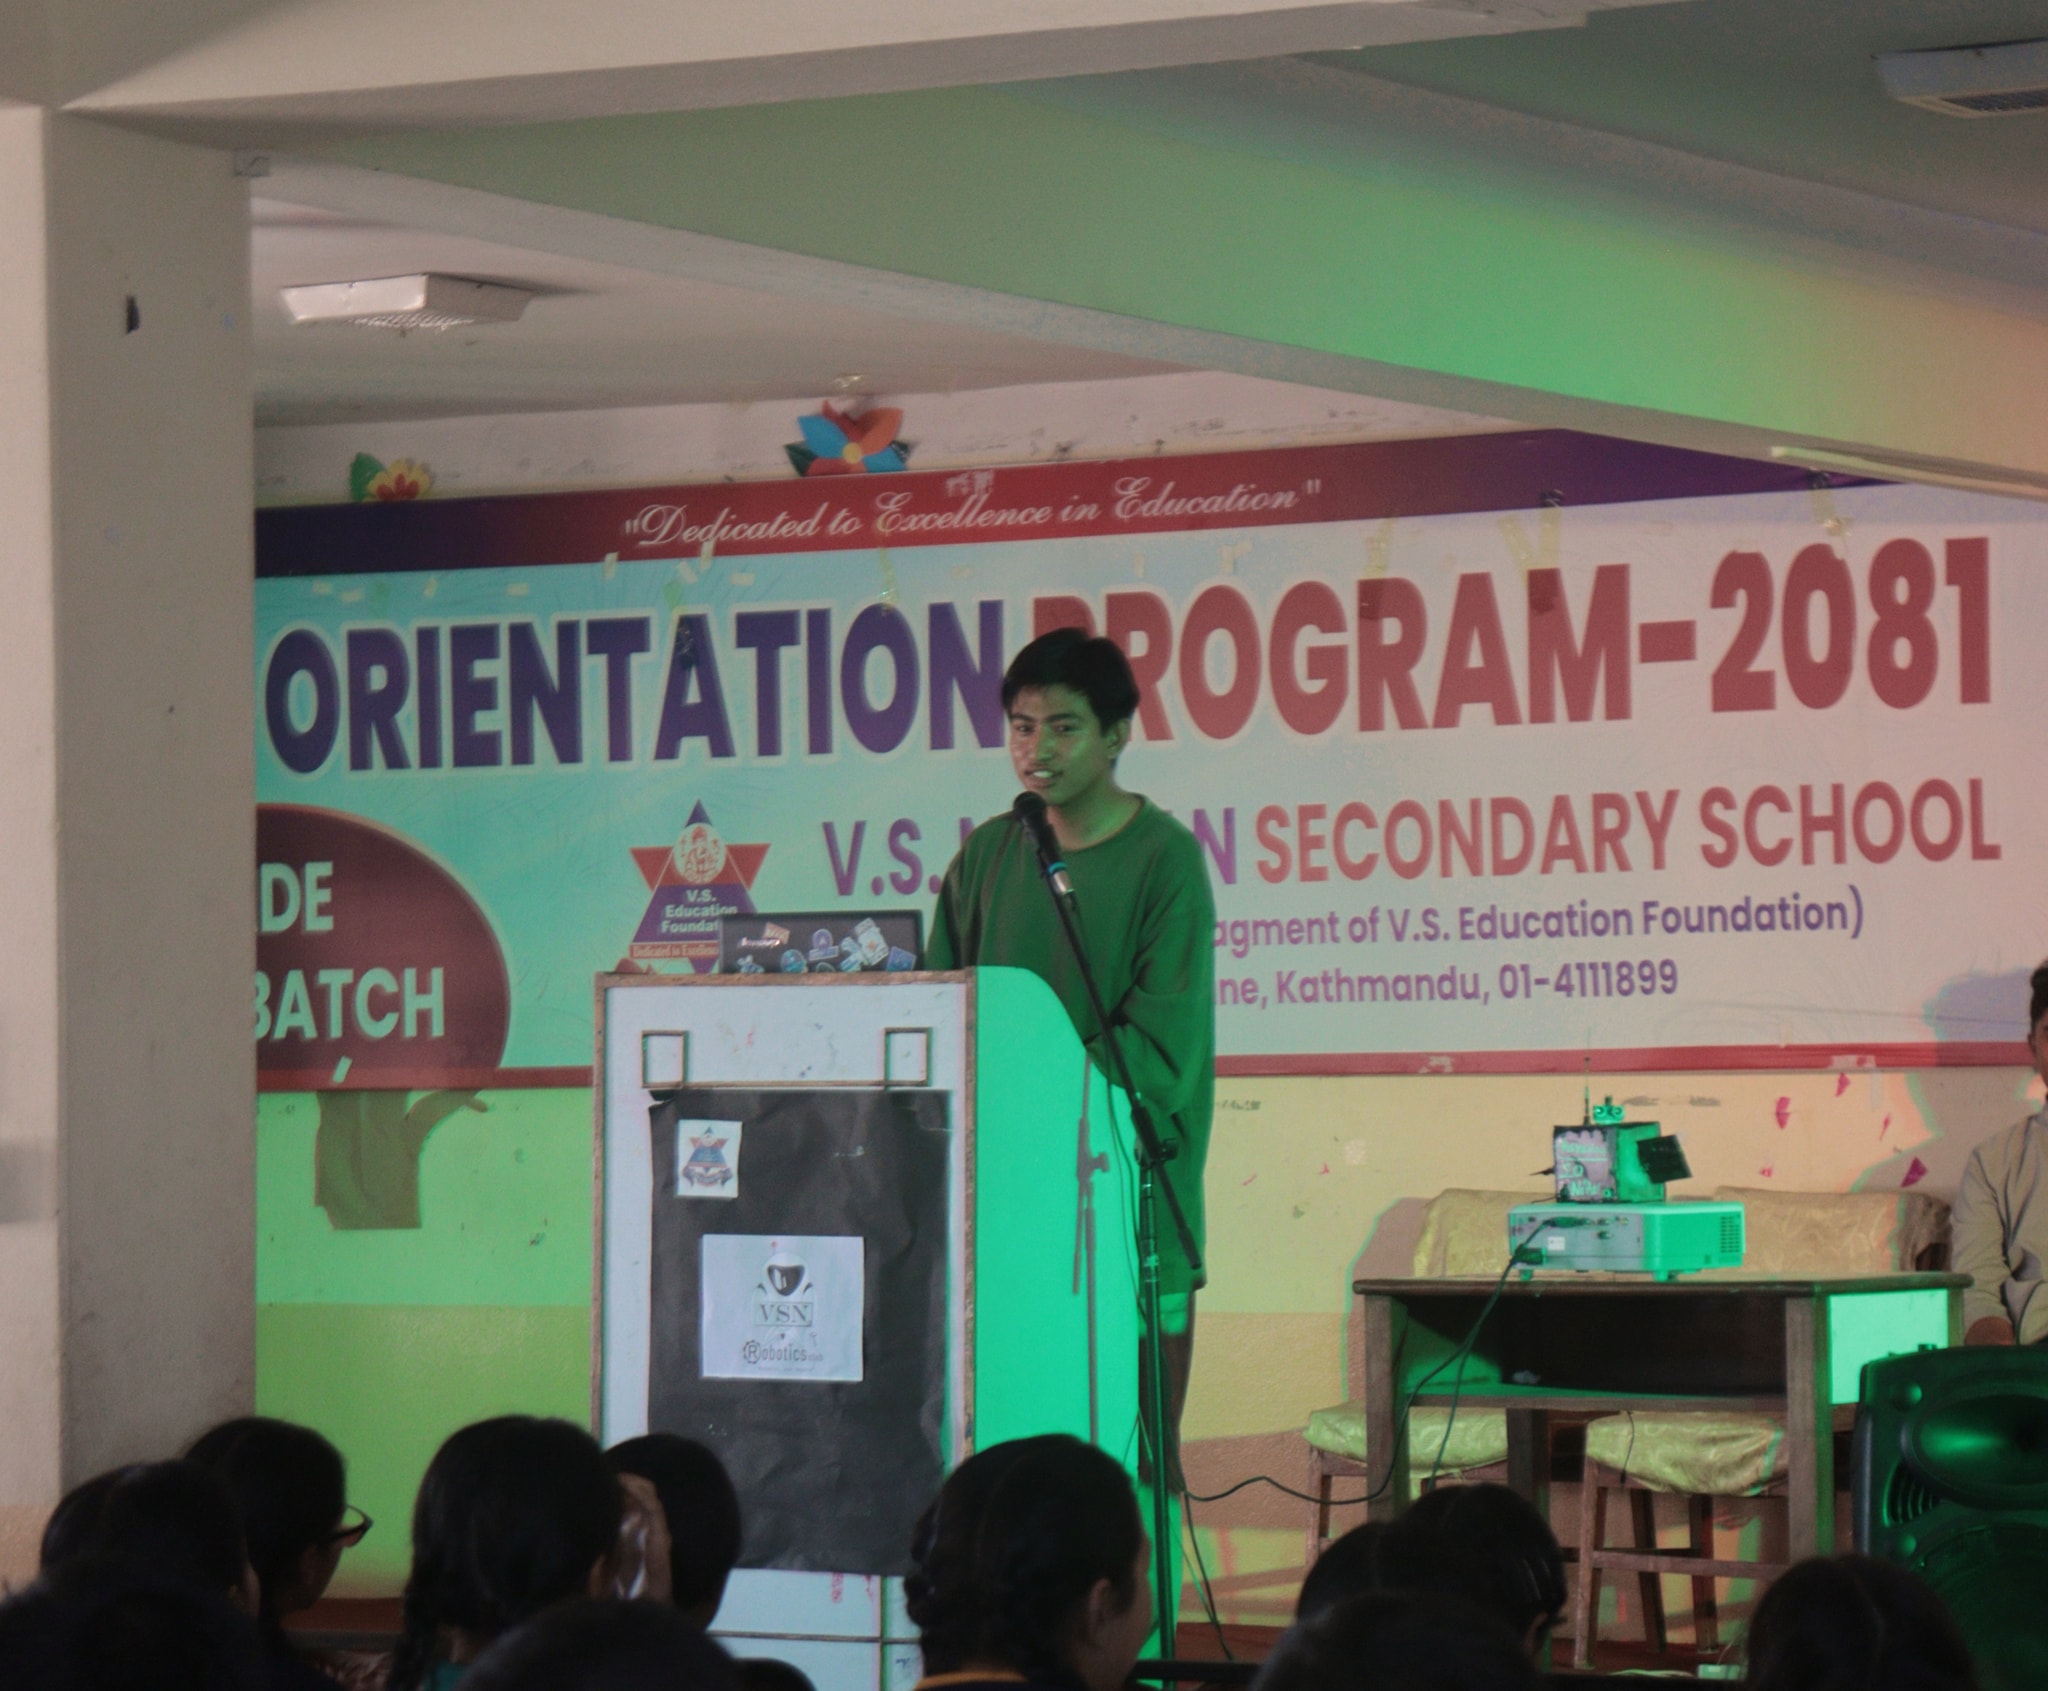 "Dedicated to Excellence in Education"
ORIENTATION PROGRAM-2081
DE
BATCH
V.S.
Education
V.S. N SECONDARY SCHOOL
agment of V.S. Education Foundation)
ne, Kathmandu, 01-4111899
VSN
Robotics club